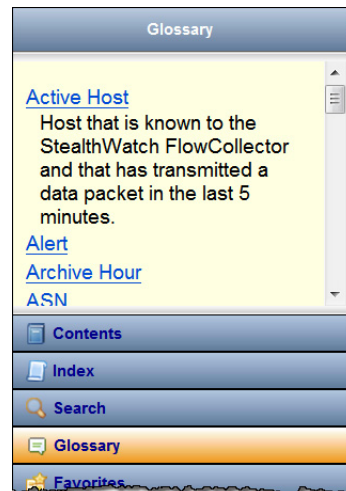 Glossary
Active Host
Host that is known to the
StealthWatch FlowCollector
and that has transmitted a
data packet in the last 5
minutes.
Alert
Archive Hour
ASN
Contents
Index
Search
Glossary
Favorites